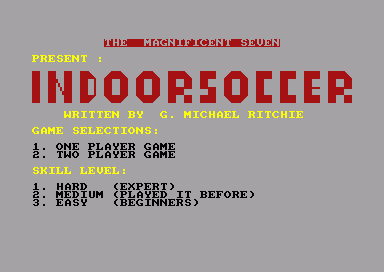 THE MAGNIFICENT SEVEN
PRESENT :
INDOORSOCCER
WRITTEN BY G. MICHAEL RITCHIE
GAME SELECTIONS:
1. ONE PLAYER GAME
2. TWO PLAYER GAME
SKILL LEVEL:
1. HARD (EXPERT)
2. MEDIUM (PLAYED IT BEFORE)
3. EASY (BEGINNERS)